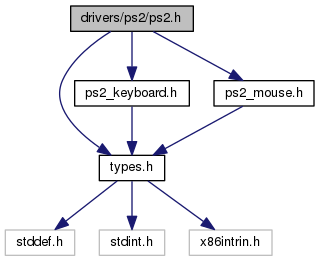 drivers/ps2/ps2.h
ps2_keyboard.h
ps2_mouse.h
types.h
stddef.h
stdint.h
x86intrin.h